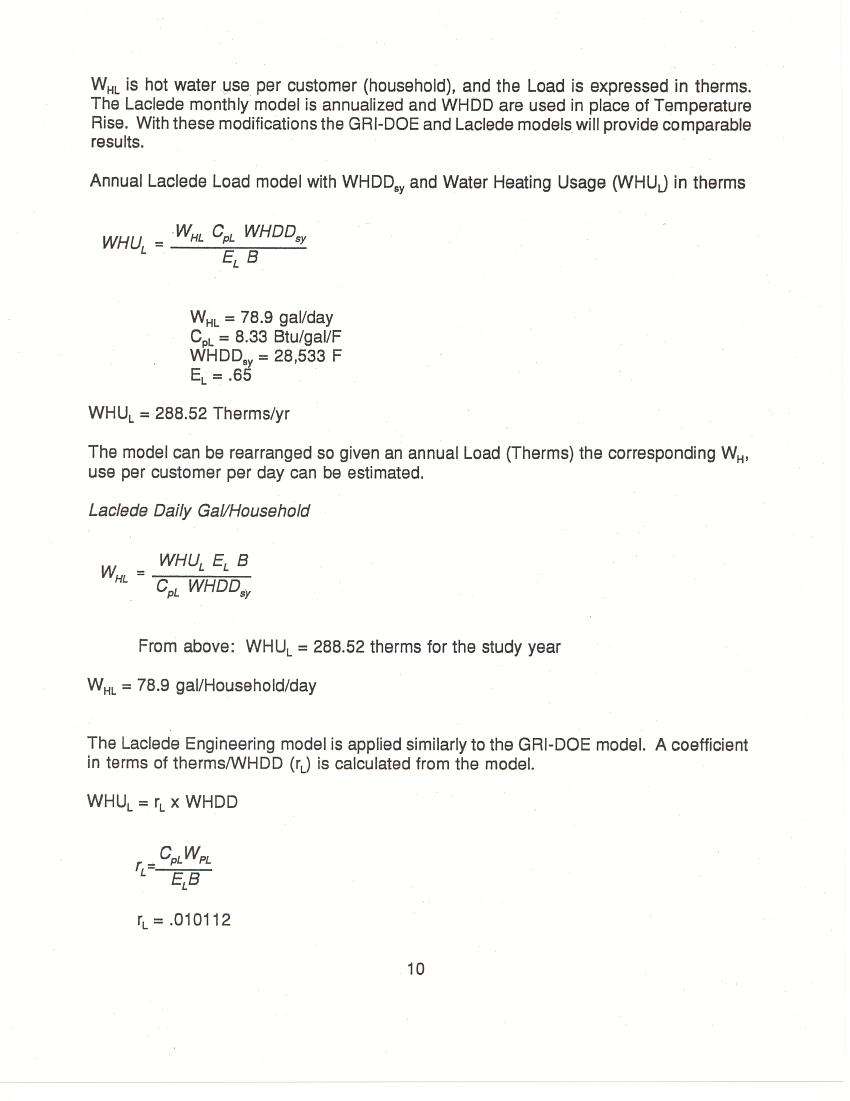 W_HL is hot water use per customer (household), and the Load is expressed in therms.
The Laclede monthly model is annualized and WHDD are used in place of Temperature
Rise. With these modifications the GRI-DOE and Laclede models will provide comparable
results.
Annual Laclede Load model with WHDD_sy and Water Heating Usage (WHU_L) in therms
WHU_L = W_HL C_pL WHDD_sy
E_L B
W_HL = 78.9 gal/day
C_pL = 8.33 Btu/gal/F
WHDD_sy = 28,533 F
E_L = .65
WHU_L = 288.52 Therms/yr
The model can be rearranged so given an annual Load (Therms) the corresponding W_H,
use per customer per day can be estimated.
Laclede Daily Gal/Household
W_HL = WHU_L E_L B
C_pL WHDD_sy
From above: WHU_L = 288.52 therms for the study year
W_HL = 78.9 gal/Household/day
The Laclede Engineering model is applied similarly to the GRI-DOE model. A coefficient
in terms of therms/WHDD (r_L) is calculated from the model.
WHU_L = r_L x WHDD
r_L = C_pL W_PL
E_L B
r_L = .010112
10